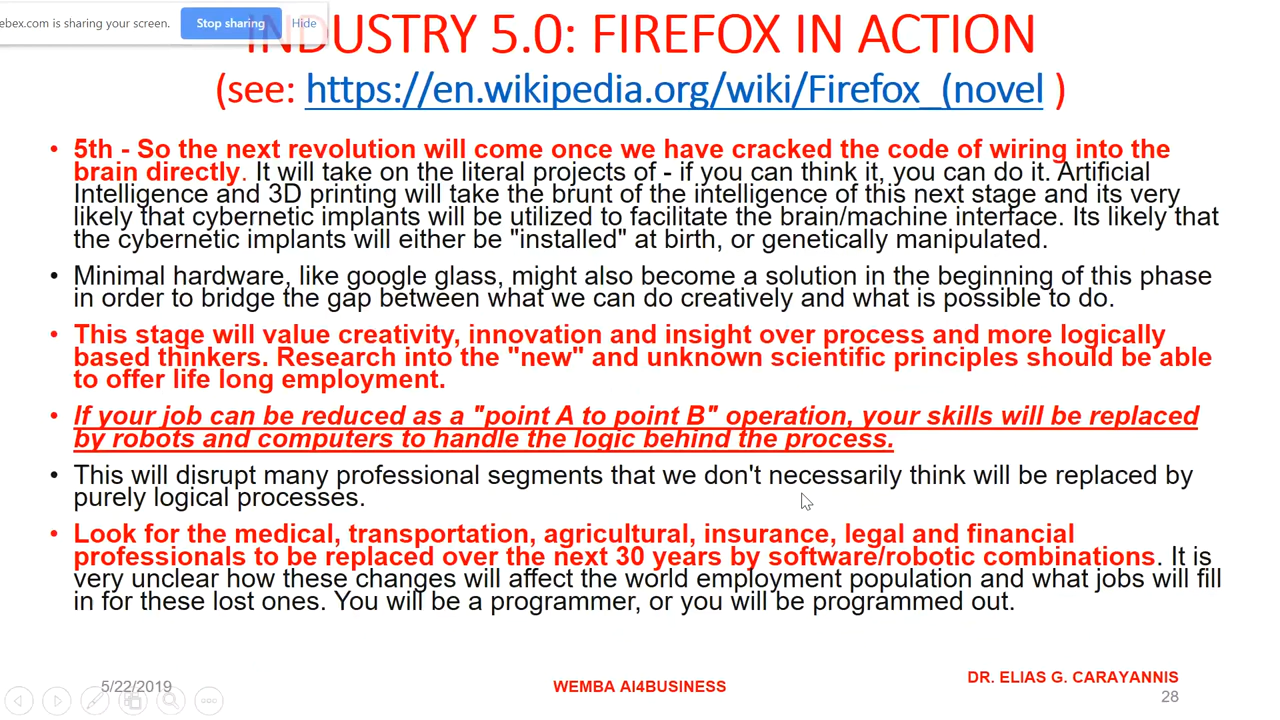 ebex.com is sharing your screen. Stop sharing Hide
INDUSTRY 5.0: FIREFOX IN ACTION
(see: https://en.wikipedia.org/wiki/Firefox_(novel )
• 5th - So the next revolution will come once we have cracked the code of wiring into the
brain directly. It will take on the literal projects of - if you can think it, you can do it. Artificial
Intelligence and 3D printing will take the brunt of the intelligence of this next stage and its very
likely that cybernetic implants will be utilized to facilitate the brain/machine interface. Its likely that
the cybernetic implants will either be "installed" at birth, or genetically manipulated.
• Minimal hardware, like google glass, might also become a solution in the beginning of this phase
in order to bridge the gap between what we can do creatively and what is possible to do.
• This stage will value creativity, innovation and insight over process and more logically
based thinkers. Research into the "new" and unknown scientific principles should be able
to offer life long employment.
• If your job can be reduced as a "point A to point B" operation, your skills will be replaced
by robots and computers to handle the logic behind the process.
• This will disrupt many professional segments that we don't necessarily think will be replaced by
purely logical processes.
• Look for the medical, transportation, agricultural, insurance, legal and financial
professionals to be replaced over the next 30 years by software/robotic combinations. It is
very unclear how these changes will affect the world employment population and what jobs will fill
in for these lost ones. You will be a programmer, or you will be programmed out.
5/22/2019
WEMBA AI4BUSINESS
DR. ELIAS G. CARAYANNIS
28